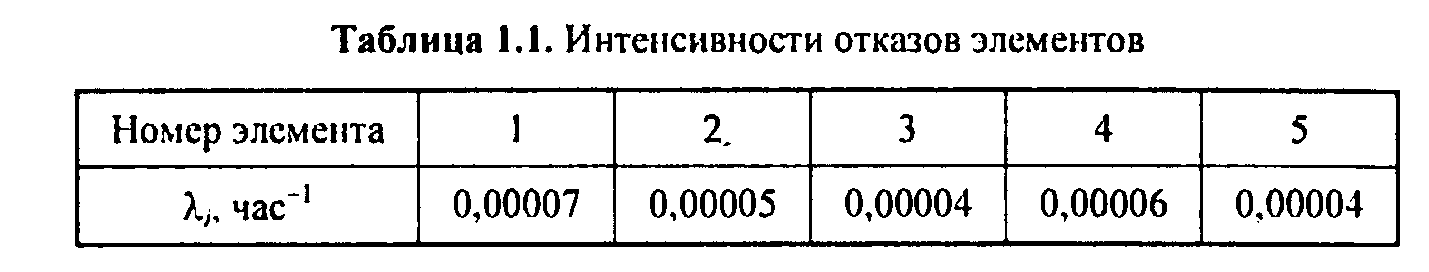 Таблица 1.1. Интенсивности отказов элементов
Номер элемента 1 2 3 4 5
λj, час⁻¹ 0,00007 0,00005 0,00004 0,00006 0,00004